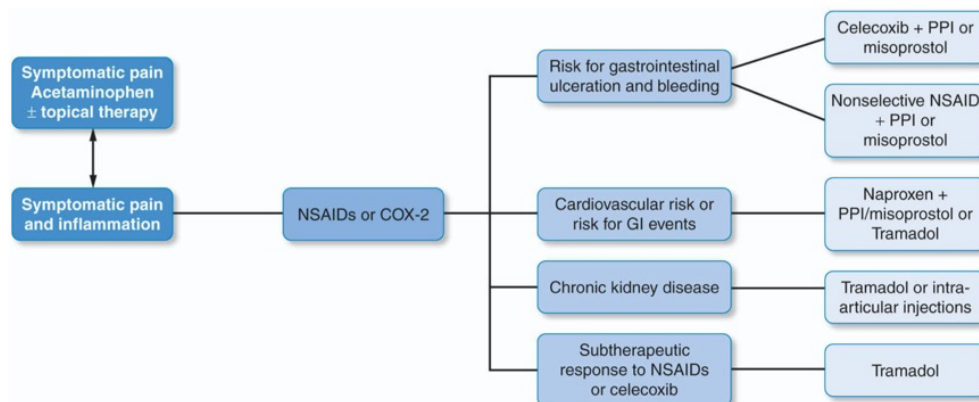 Symptomatic pain
Acetaminophen
± topical therapy
Symptomatic pain
and inflammation
NSAIDs or COX-2
Risk for gastrointestinal
ulceration and bleeding
Celecoxib + PPI or
misoprostol
Nonselective NSAID
+ PPI or
misoprostol
Cardiovascular risk or
risk for GI events
Naproxen +
PPI/misoprostol or
Tramadol
Chronic kidney disease
Tramadol or intra-
articular injections
Subtherapeutic
response to NSAIDs
or celecoxib
Tramadol